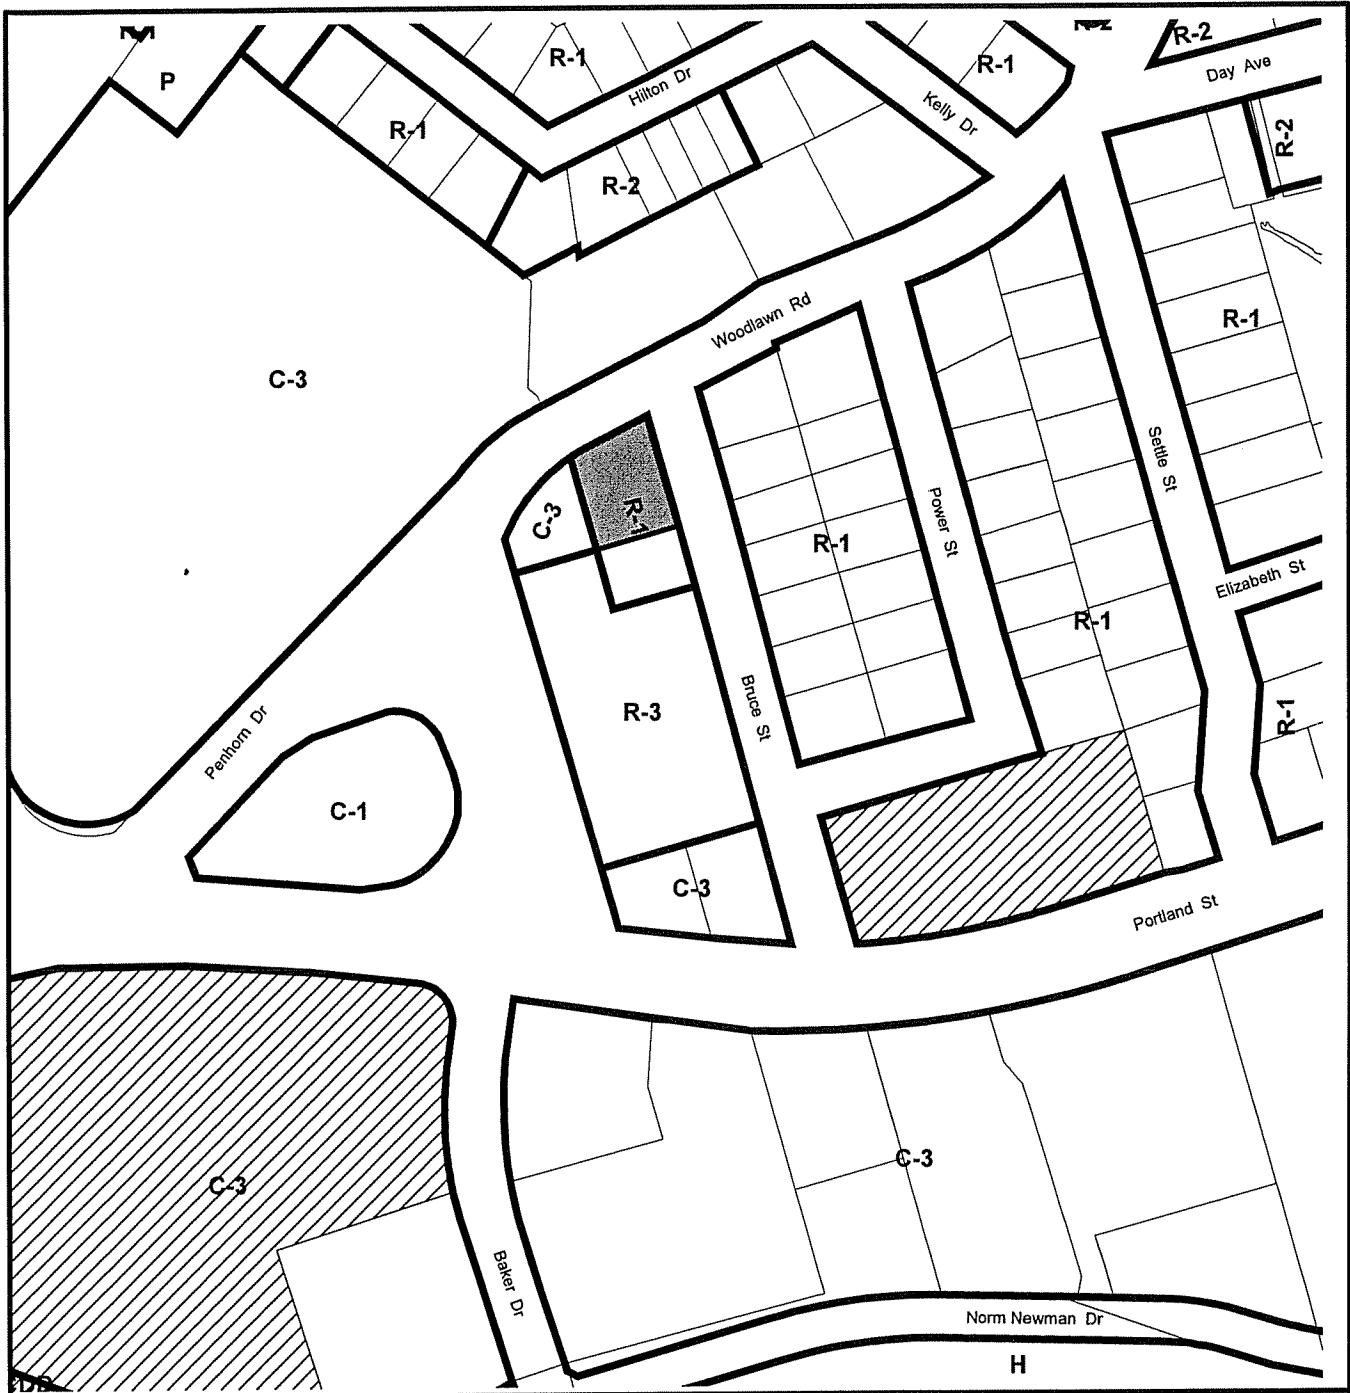 R-2
R-1
P
R-1
Hilton Dr
Day Ave
Kelly Dr
R-1
R-2
R-2
Woodlawn Rd
R-1
C-3
Settle St
C-3
R-1
R-1
Power St
Elizabeth St
R-1
Bruce St
R-3
R-1
Penhorn Dr
C-1
C-3
Portland St
C-3
C-3
Baker Dr
Norm Newman Dr
H